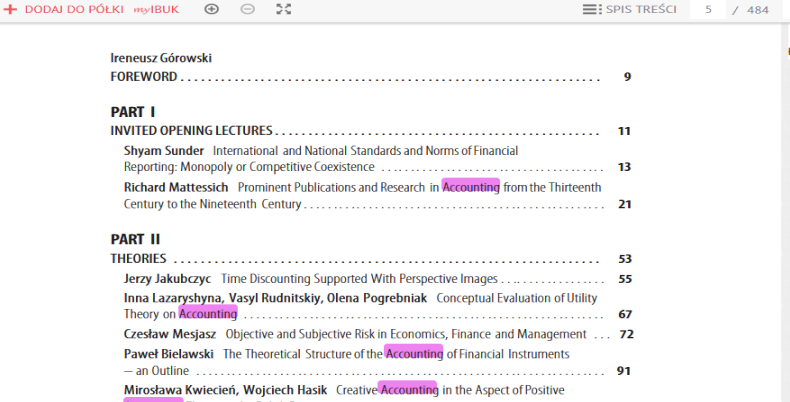 DODAJ DO PÓŁKI myIBUK SPIS TREŚCI 5 / 484
Ireneusz Górowski
FOREWORD 9
PART I
INVITED OPENING LECTURES 11
Shyam Sunder International and National Standards and Norms of Financial
Reporting: Monopoly or Competitive Coexistence 13
Richard Mattessich Prominent Publications and Research in Accounting from the Thirteenth
Century to the Nineteenth Century 21
PART II
THEORIES 53
Jerzy Jakubczyc Time Discounting Supported With Perspective Images 55
Inna Lazaryshyna, Vasyl Rudnitskiy, Olena Pogrebniak Conceptual Evaluation of Utility
Theory on Accounting 67
Czesław Mesjasz Objective and Subjective Risk in Economics, Finance and Management 72
Paweł Bielawski The Theoretical Structure of the Accounting of Financial Instruments
— an Outline 91
Mirosława Kwiecień, Wojciech Hasik Creative Accounting in the Aspect of Positive